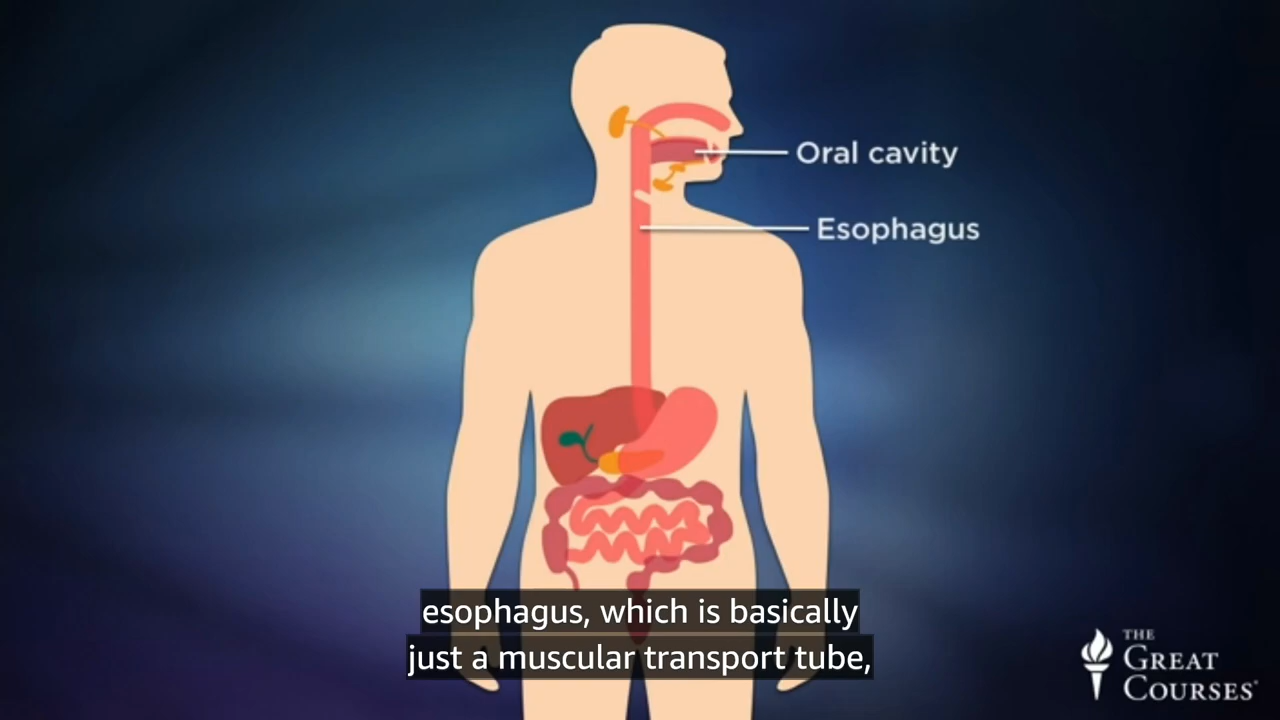 Oral cavity
Esophagus
esophagus, which is basically
just a muscular transport tube,
THE
GREAT
COURSES®